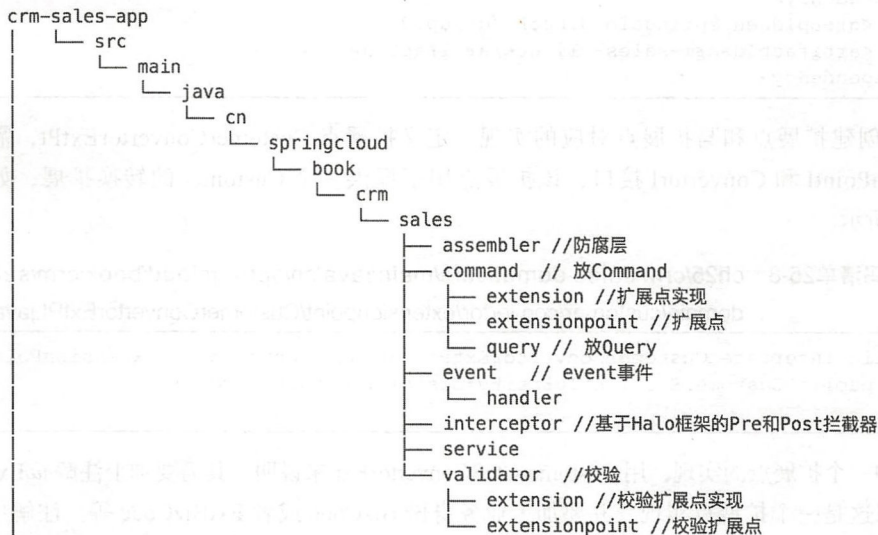 crm-sales-app
│   └── src
│       └── main
│           └── java
│               └── cn
│                   └── springcloud
│                       └── book
│                           └── crm
│                               └── sales
│                                   ├── assembler //防腐层
│                                   ├── command  // 放Command
│                                   │   ├── extension //扩展点实现
│                                   │   ├── extensionpoint //扩展点
│                                   │   └── query // 放Query
│                                   ├── event   // event事件
│                                   │   └── handler
│                                   ├── interceptor //基于Halo框架的Pre和Post拦截器
│                                   ├── service
│                                   └── validator //校验
│                                       ├── extension //校验扩展点实现
│                                       └── extensionpoint //校验扩展点